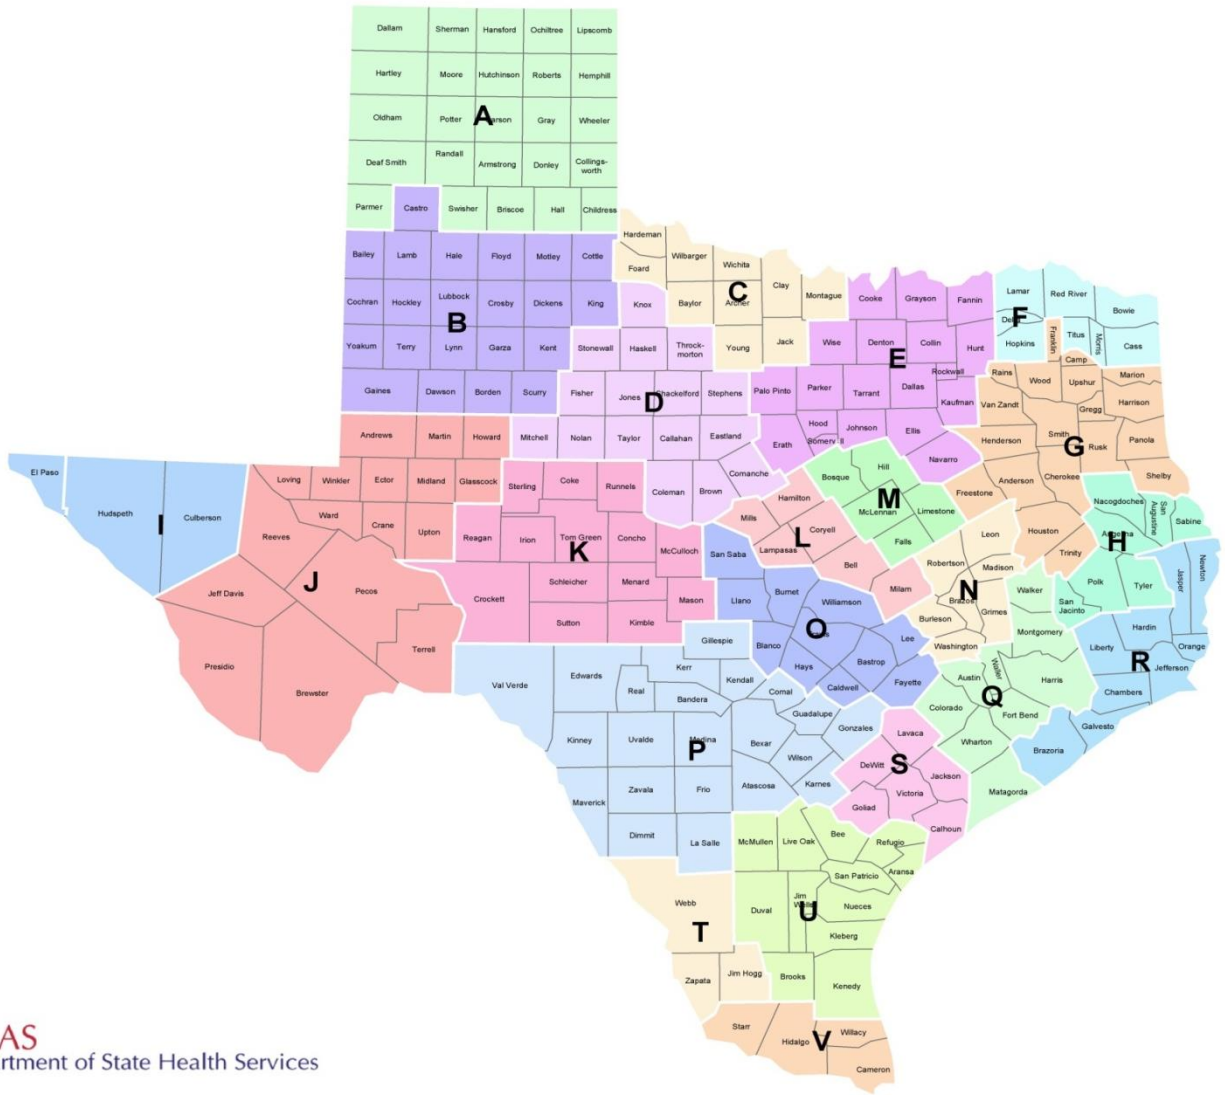 Dallam Sherman Hansford Ochiltree Lipscomb
Hartley Moore Hutchinson Roberts Hemphill
Oldham Potter A Gray Wheeler
Deaf Smith Randall Armstrong Donley Collings-
worth
Parmer Castro Swisher Briscoe Hall Childress
Hardeman
Bailey Lamb Hale Floyd Motley Cottle Foard Wilbarger Wichita Clay Montague Cooke Grayson Fannin Lamar Red River Bowie
Cochran Hockley Lubbock Crosby Dickens King Knox Baylor C
B F
Yoakum Terry Lynn Garza Kent Stonewall Haskell Throck-
morton Young Jack Wise Denton Collin Hunt Hopkins Franklin Titus Morris Cass
E Rockwall Camp
Gaines Dawson Borden Scurry Fisher Jones D Stephens Palo Pinto Parker Tarrant Dallas Kaufman Rains Wood Upshur Marion
Van Zandt Gregg Harrison
Andrews Martin Howard Mitchell Nolan Taylor Callahan Eastland Erath Hood Johnson Ellis Henderson Smith G Rusk Panola
El Paso Loving Winkler Ector Midland Glasscock Sterling Coke Runnels Coleman Brown Comanche Bosque Hill Navarro Freestone Anderson Cherokee Shelby
Hudspeth I Culberson Ward Crane Upton Reagan Irion Tom Green Concho McCulloch Mills Hamilton McLennan M Limestone Nacogdoches San Augustine Sabine
Reeves K Lampasas L Coryell Falls Leon Houston Trinity H
San Saba Bell Robertson Madison Newton
Jeff Davis J Pecos Crockett Schleicher Menard Mason Llano Burnet Williamson Milam N Walker Polk Tyler Jasper
Sutton Kimble O Burleson Grimes San
Jacinto
Presidio Brewster Terrell Gillespie Blanco Lee Washington Montgomery Liberty Hardin Orange
Val Verde Edwards Real Kerr Kendall Hays Bastrop Austin Waller Harris R Jefferson
Bandera Comal Caldwell Fayette Colorado Q Fort Bend Chambers
Kinney Uvalde P Bexar Guadalupe Gonzales Lavaca Wharton Brazoria Galvesto
Wilson DeWitt S Jackson
Maverick Zavala Frio Atascosa Karnes Victoria Matagorda
Goliad
Dimmit La Salle McMullen Live Oak Bee Refugio Calhoun
San Patricio Aransa
Webb Duval Jim U Nueces
T Kleberg
Zapata Jim Hogg Brooks Kenedy
Starr Hidalgo V Willacy
Cameron
AS
rtment of State Health Services